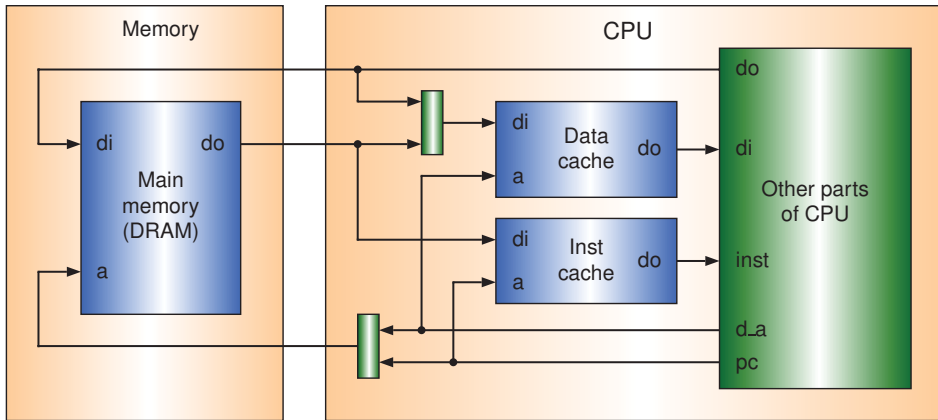 Memory
CPU
do
di
do
Main
memory
(DRAM)
a
di
Data
cache
do
a
di
Inst
cache
do
a
di
Other parts
of CPU
inst
d_a
pc